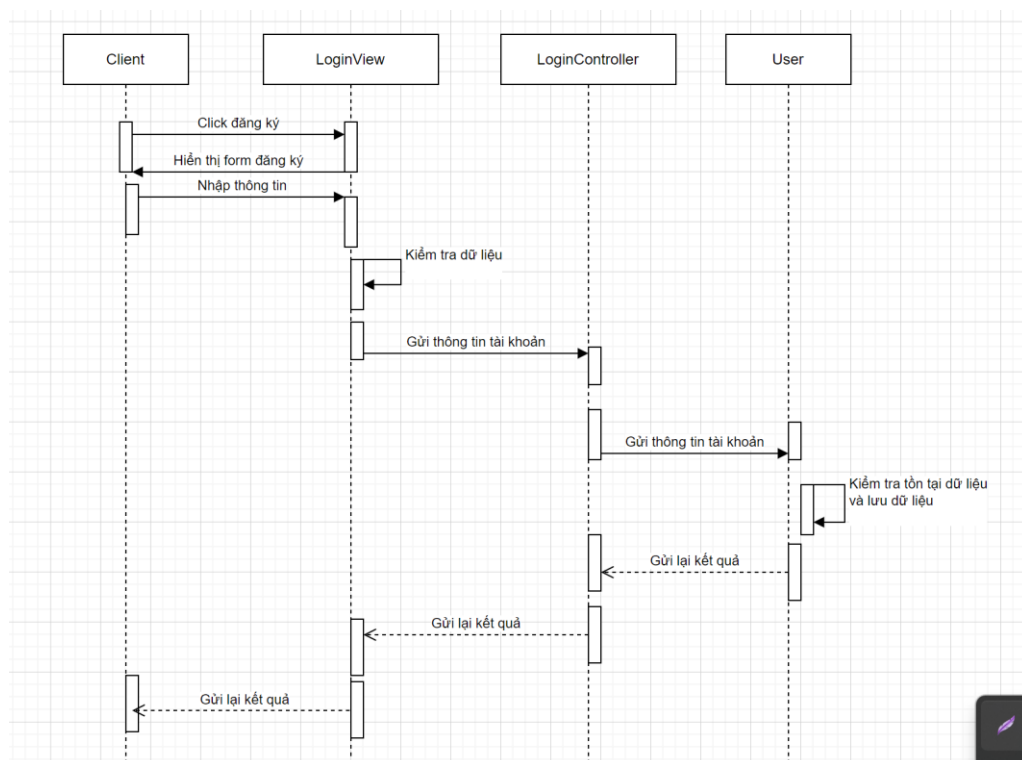 Client
LoginView
LoginController
User
Click đăng ký
Hiển thị form đăng ký
Nhập thông tin
Kiểm tra dữ liệu
Gửi thông tin tài khoản
Gửi thông tin tài khoản
Kiểm tra tồn tại dữ liệu
và lưu dữ liệu
Gửi lại kết quả
Gửi lại kết quả
Gửi lại kết quả